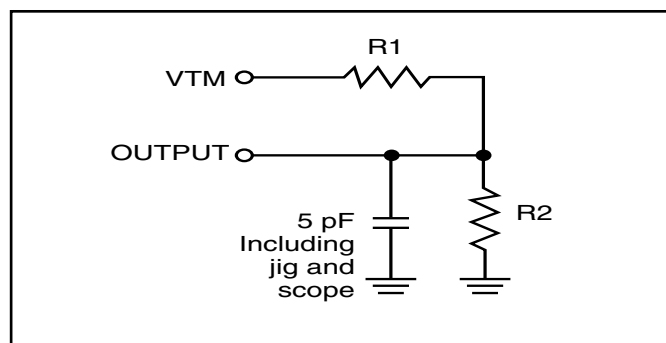 R1
VTM
OUTPUT
R2
5 pF
Including
jig and
scope